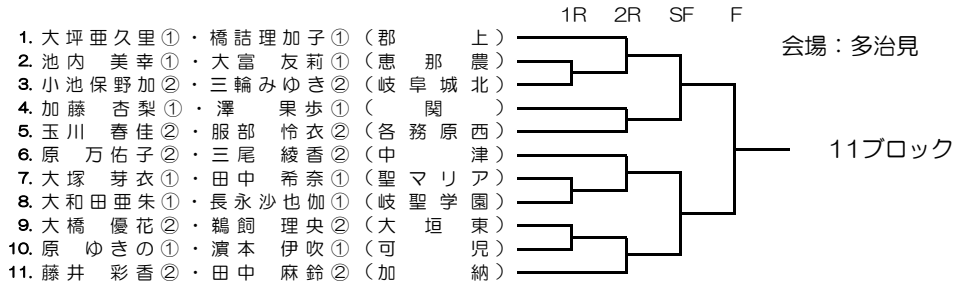 1R 2R SF F
会場：多治見
1. 大坪亜久里①・橋詰理加子①（郡上）
2. 池内美幸①・大富友莉①（恵那農）
3. 小池保野加②・三輪みゆき②（岐阜城北）
4. 加藤杏梨①・澤果歩①（関）
5. 玉川春佳②・服部怜衣②（各務原西）
11ブロック
6. 原万佑子②・三尾綾香②（中津）
7. 大塚芽衣①・田中希奈①（聖マリア）
8. 大和田亜朱①・長永沙也伽①（岐聖学園）
9. 大橋優花②・鵜飼理央②（大垣東）
10. 原ゆきの①・濵本伊吹①（可児）
11. 藤井彩香②・田中麻鈴②（加納）